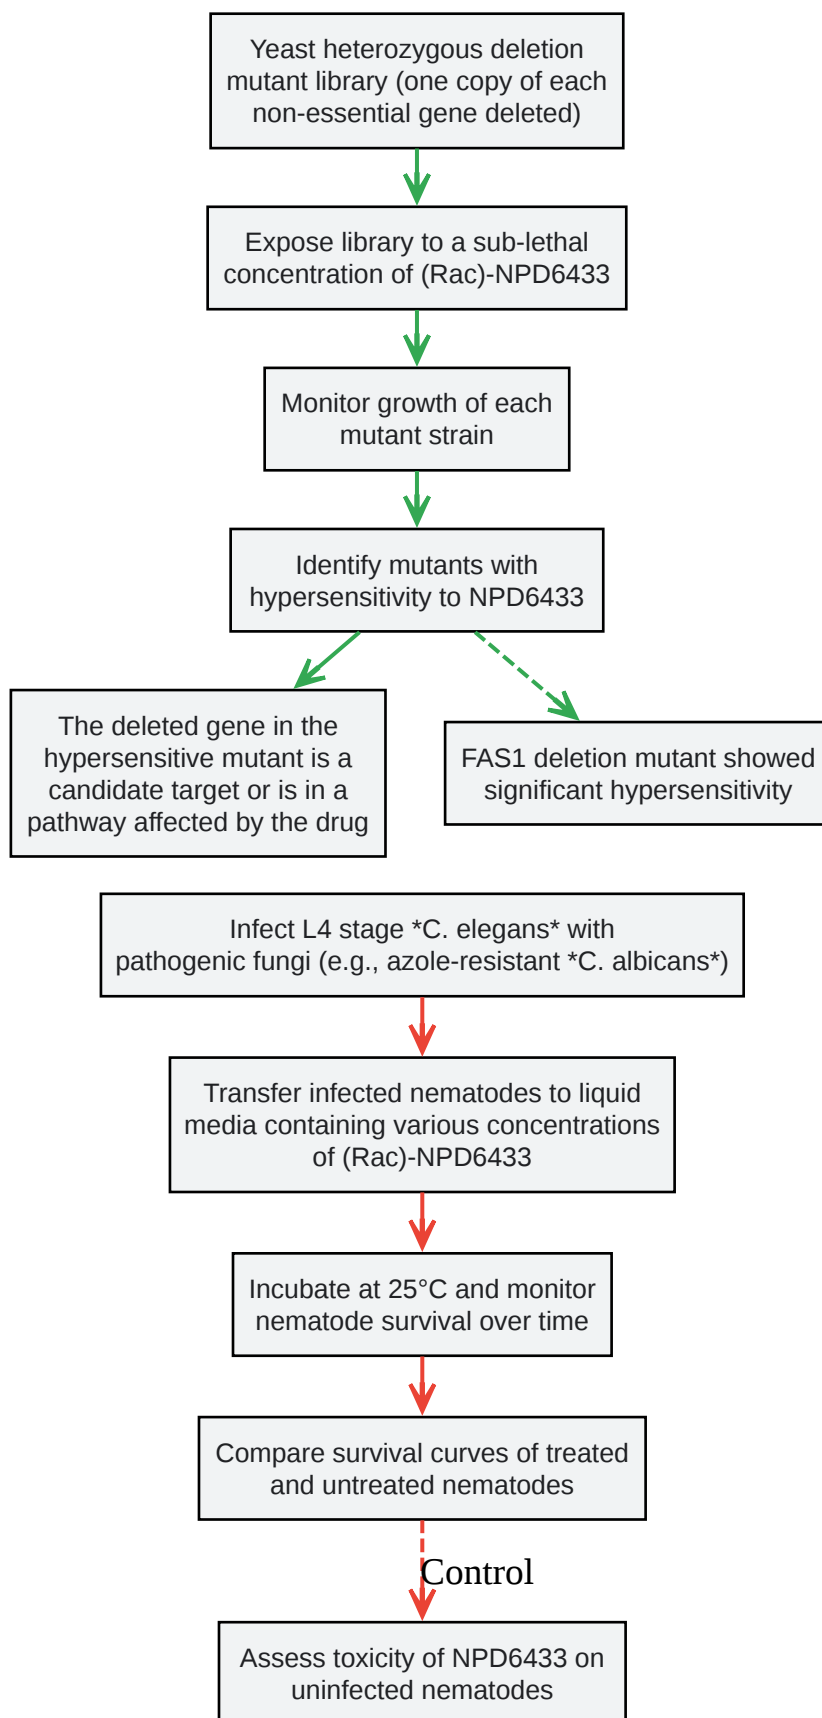 Yeast heterozygous deletion
mutant library (one copy of each
non-essential gene deleted)
Expose library to a sub-lethal
concentration of (Rac)-NPD6433
Monitor growth of each
mutant strain
Identify mutants with
hypersensitivity to NPD6433
The deleted gene in the
hypersensitive mutant is a
candidate target or is in a
pathway affected by the drug
FAS1 deletion mutant showed
significant hypersensitivity
Infect L4 stage *C. elegans* with
pathogenic fungi (e.g., azole-resistant *C. albicans*)
Transfer infected nematodes to liquid
media containing various concentrations
of (Rac)-NPD6433
Incubate at 25°C and monitor
nematode survival over time
Compare survival curves of treated
and untreated nematodes
Control
Assess toxicity of NPD6433 on
uninfected nematodes